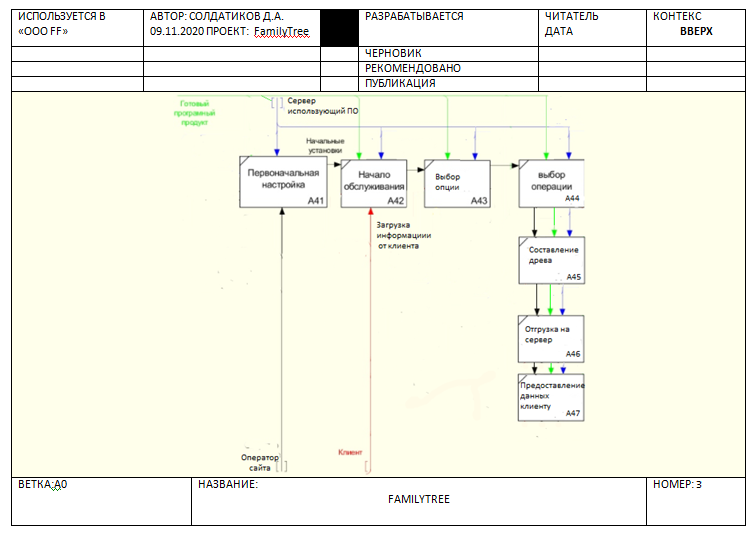 ИСПОЛЬЗУЕТСЯ В
«ООО FF»
АВТОР: СОЛДАТИКОВ Д.А.
09.11.2020 ПРОЕКТ: FamilyTree
РАЗРАБАТЫВАЕТСЯ
ЧИТАТЕЛЬ
ДАТА
КОНТЕКС
ВВЕРХ
ЧЕРНОВИК
РЕКОМЕНДОВАНО
ПУБЛИКАЦИЯ
Готовый
програмный
продукт
Сервер
использующий ПО
Начальные
установки
Первоначальная
настройка
A41
Начало
обслуживания
A42
Выбор
опции
A43
выбор
операции
A44
Загрузка
информациии
от клиента
Составление
древа
A45
Отгрузка на
сервер
A46
Предоставление
данных
клиенту
A47
Оператор
сайта
Клиент
ВЕТКА:А0
НАЗВАНИЕ:
FAMILYTREE
НОМЕР: 3